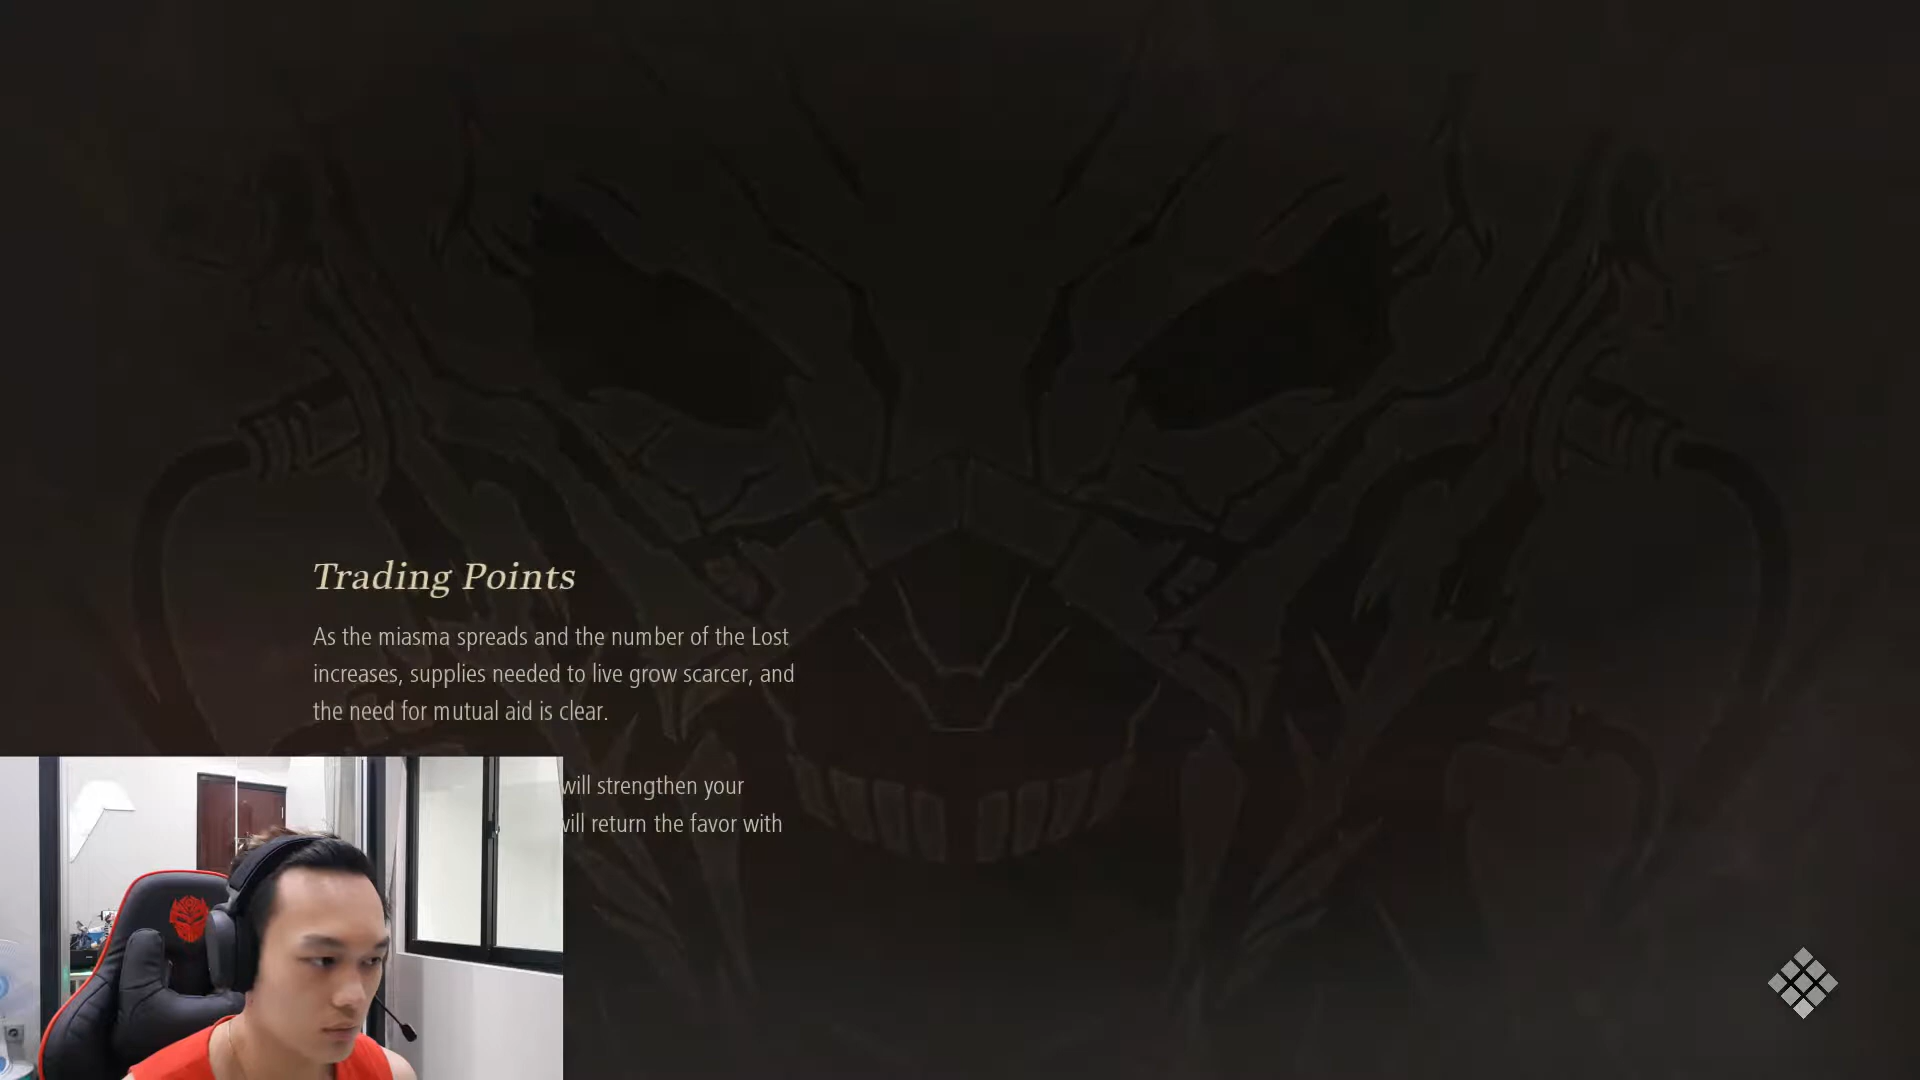 Trading Points
As the miasma spreads and the number of the Lost
increases, supplies needed to live grow scarcer, and
the need for mutual aid is clear.
will strengthen your
will return the favor with